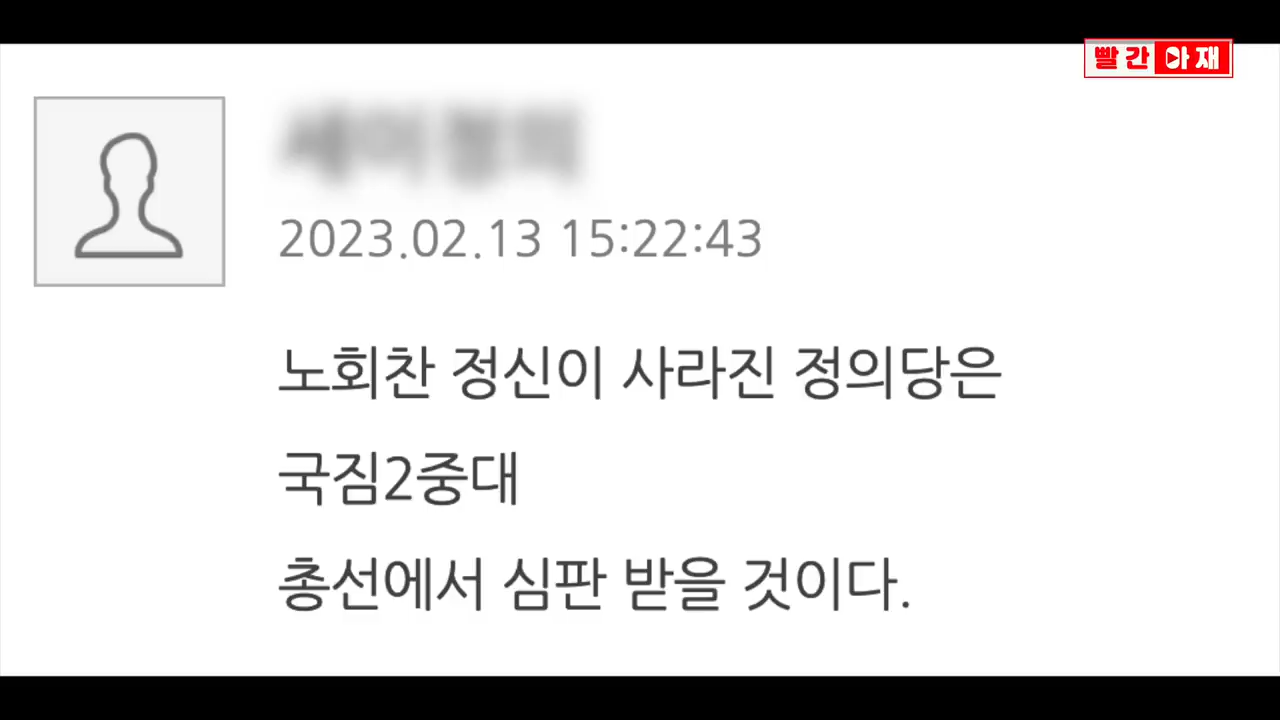 빨간아재
2023.02.13 15:22:43
노회찬 정신이 사라진 정의당은
국짐2중대
총선에서 심판 받을 것이다.